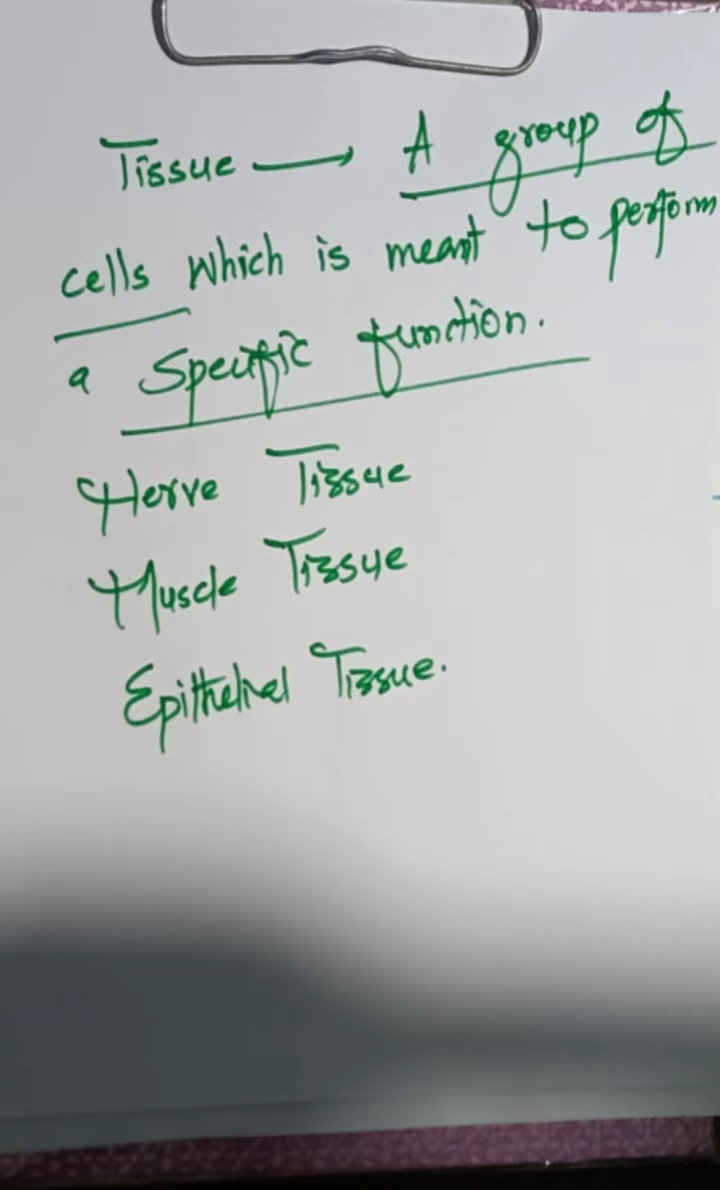 Tissue → A group of
cells which is meant to perform
a specific function.
Nerve Tissue
Muscle Tissue
Epithelial Tissue.